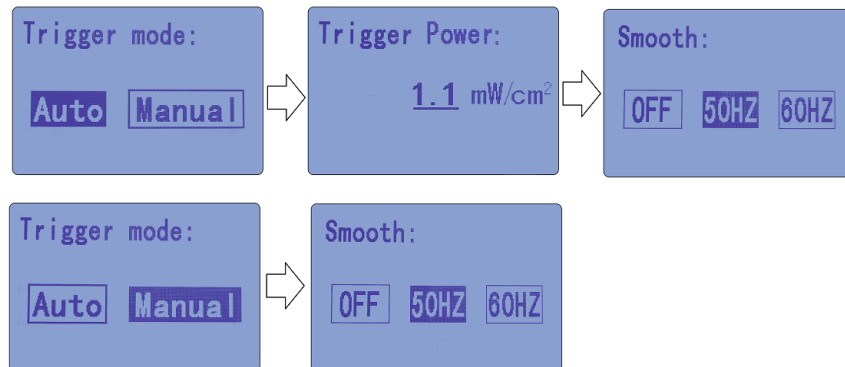 Trigger mode:
Auto Manual
Trigger Power:
1.1 mW/cm²
Smooth:
OFF 50HZ 60HZ
Trigger mode:
Auto Manual
Smooth:
OFF 50HZ 60HZ